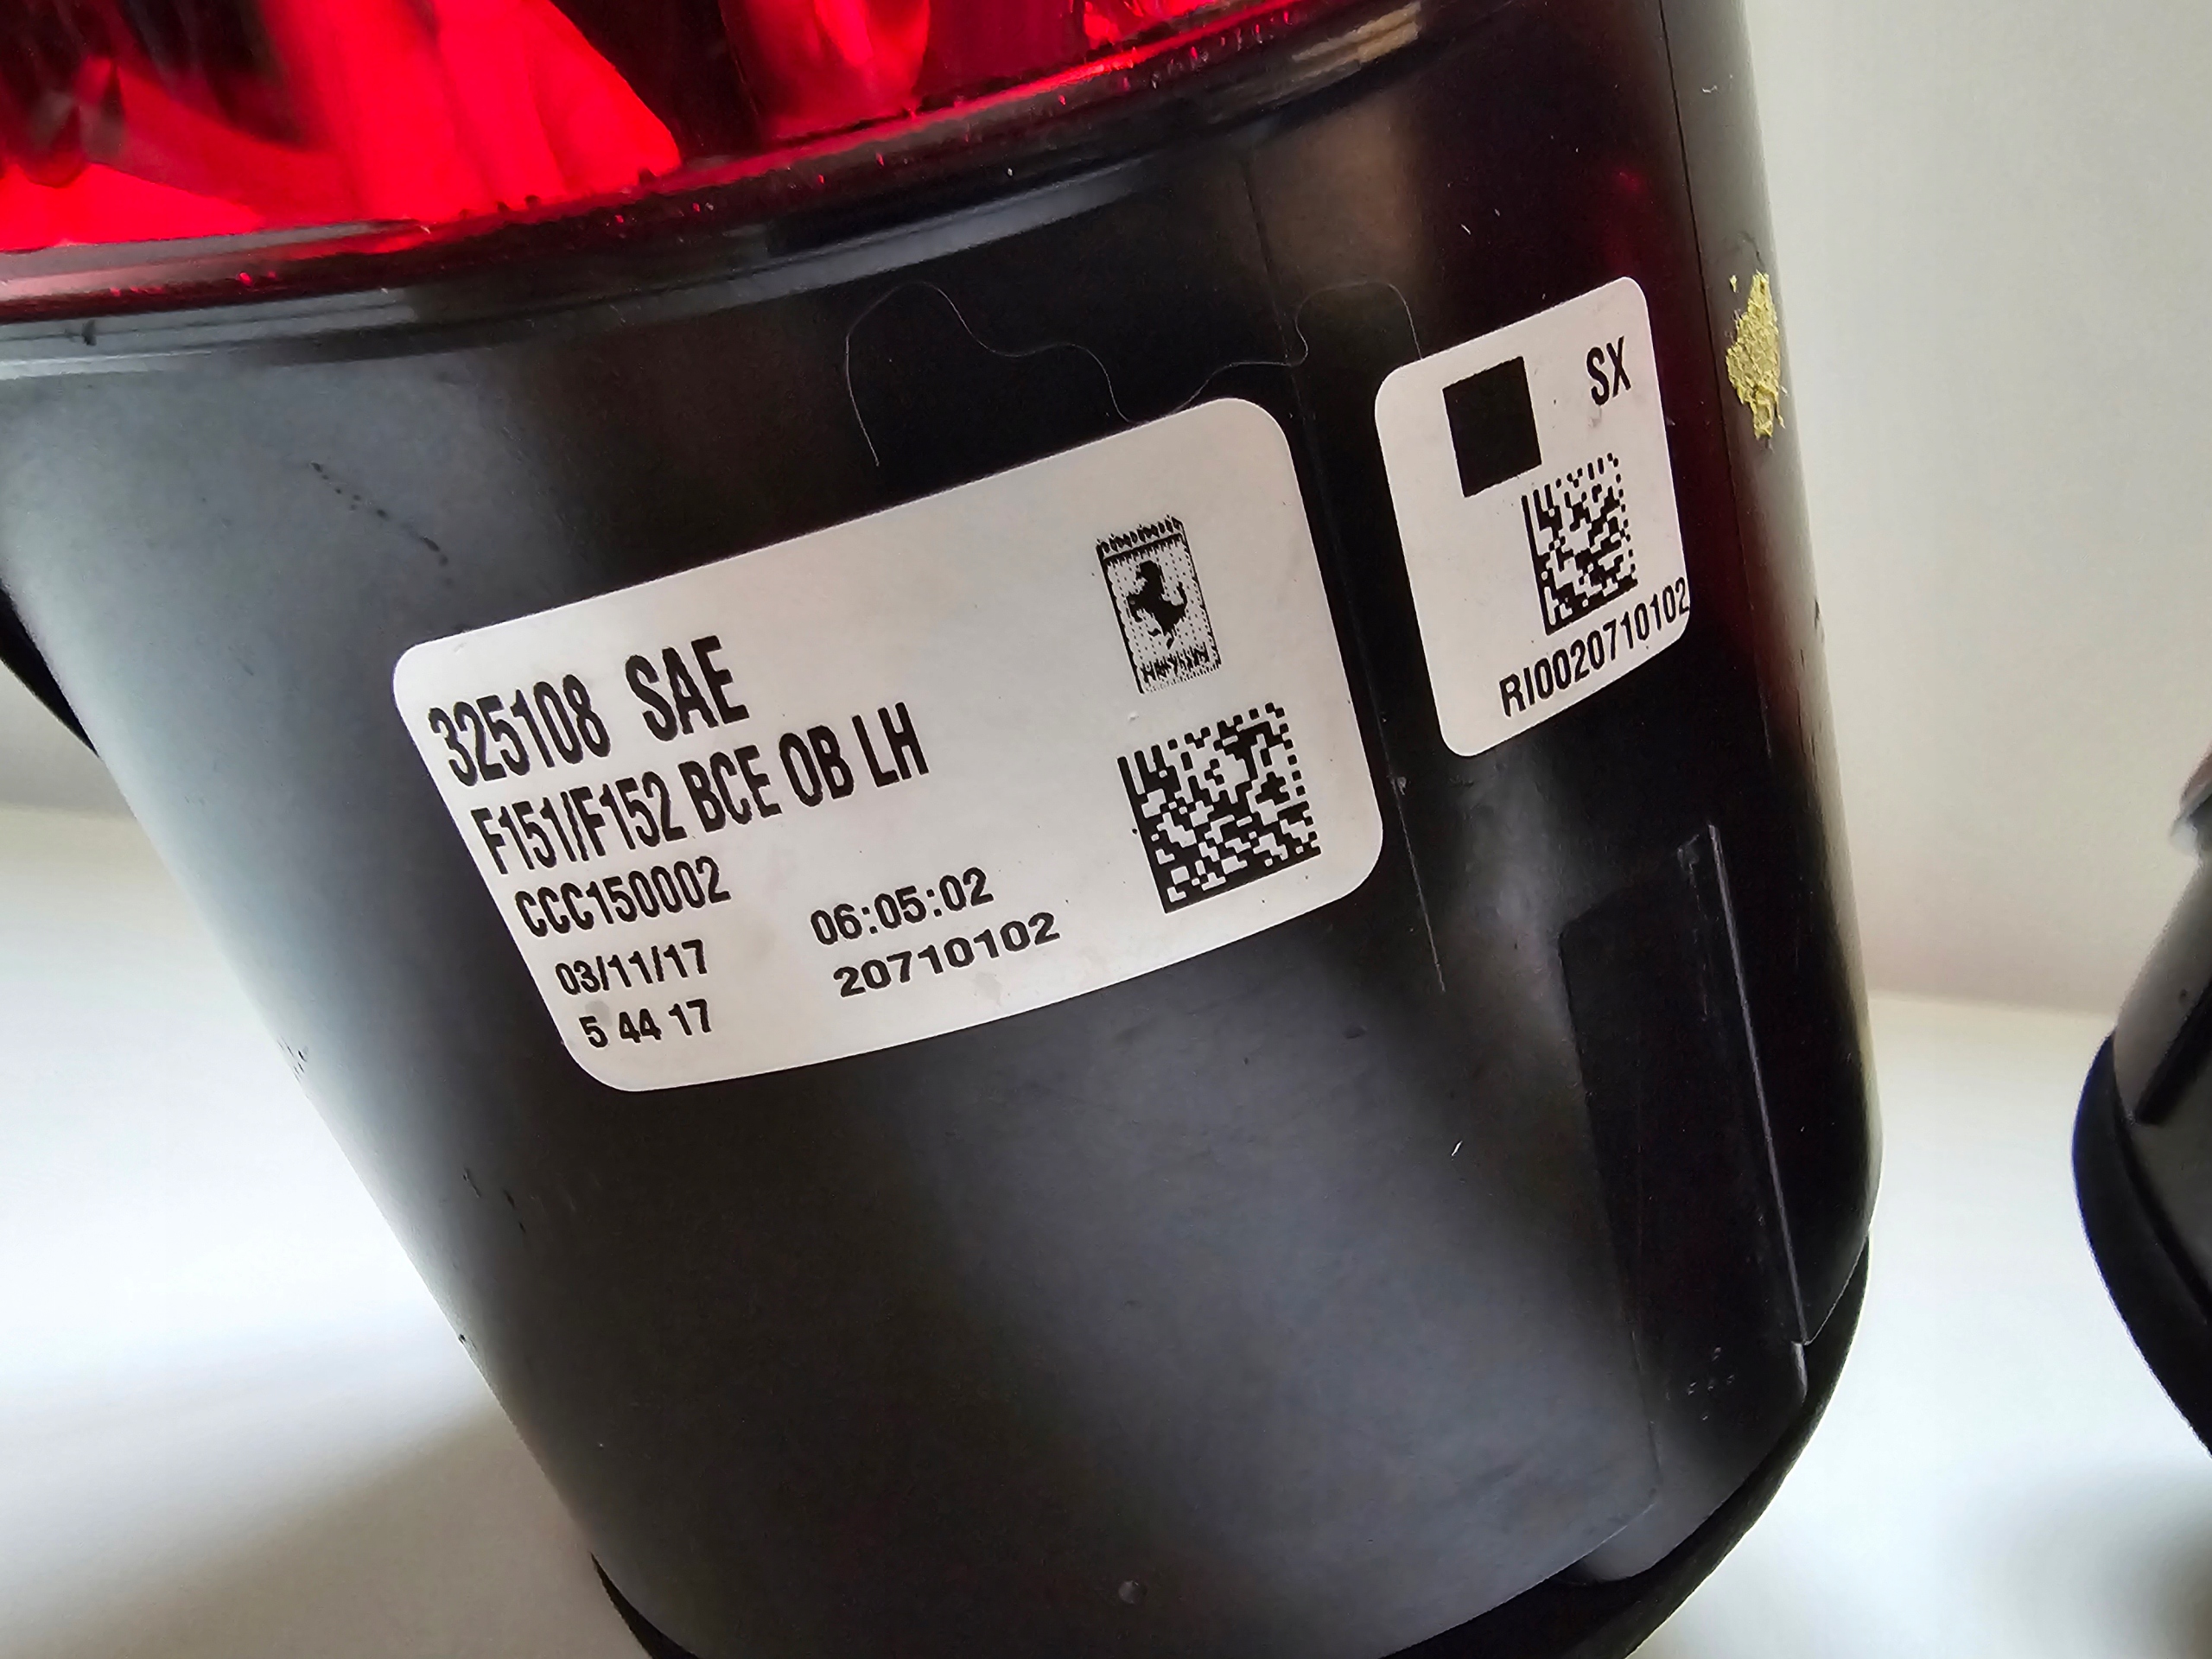 325108 SAE
F151/F152 BCE OB LH
CCC150002
03/11/17 06:05:02
5 44 17 20710102
SX
RI0020710102